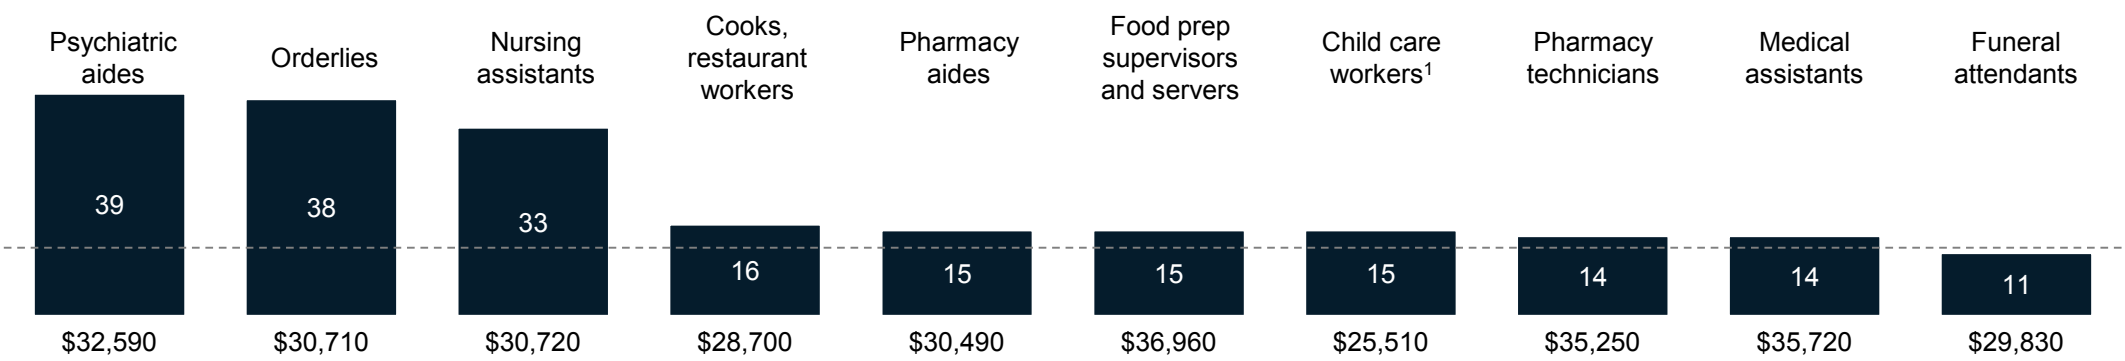 Psychiatric
aides
Orderlies
Nursing
assistants
Cooks,
restaurant
workers
Pharmacy
aides
Food prep
supervisors
and servers
Child care
workers¹
Pharmacy
technicians
Medical
assistants
Funeral
attendants
39
38
33
16
15
15
15
14
14
11
$32,590
$30,710
$30,720
$28,700
$30,490
$36,960
$25,510
$35,250
$35,720
$29,830